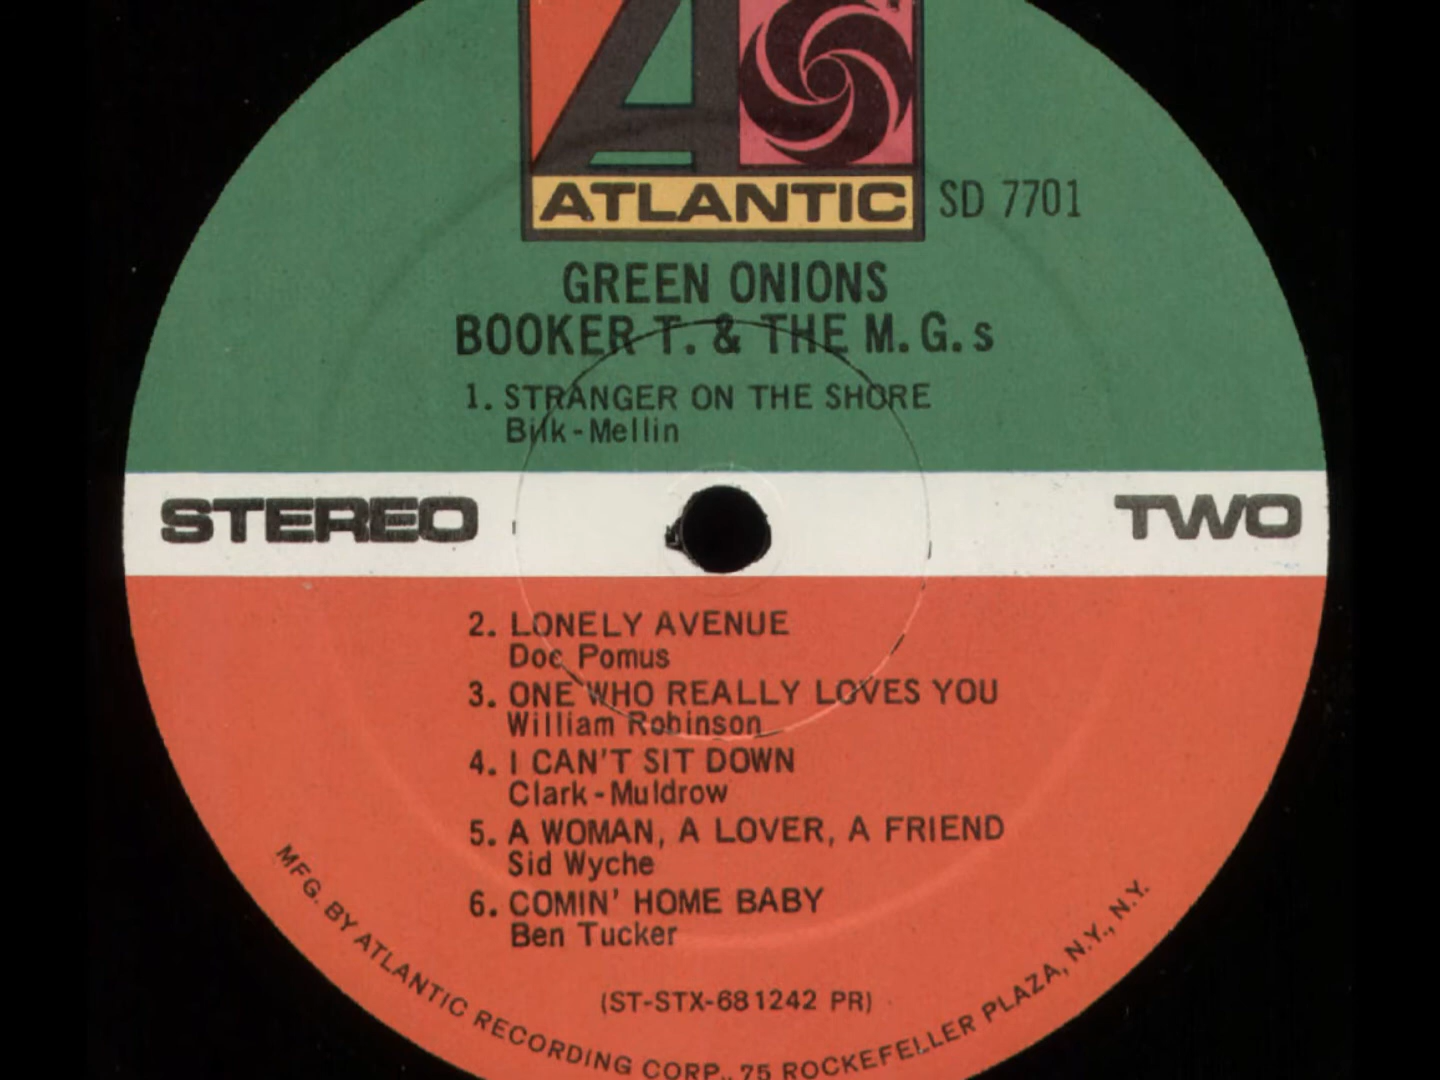 ATLANTIC
SD 7701
GREEN ONIONS
BOOKER T. & THE M.G.s
1. STRANGER ON THE SHORE
Bilk-Mellin
STEREO
TWO
2. LONELY AVENUE
Doc Pomus
3. ONE WHO REALLY LOVES YOU
William Robinson
4. I CAN'T SIT DOWN
Clark-Muldrow
5. A WOMAN, A LOVER, A FRIEND
Sid Wyche
6. COMIN' HOME BABY
Ben Tucker
(ST-STX-681242 PR)
MFG. BY ATLANTIC RECORDING CORP., 75 ROCKEFELLER PLAZA, N.Y., N.Y.